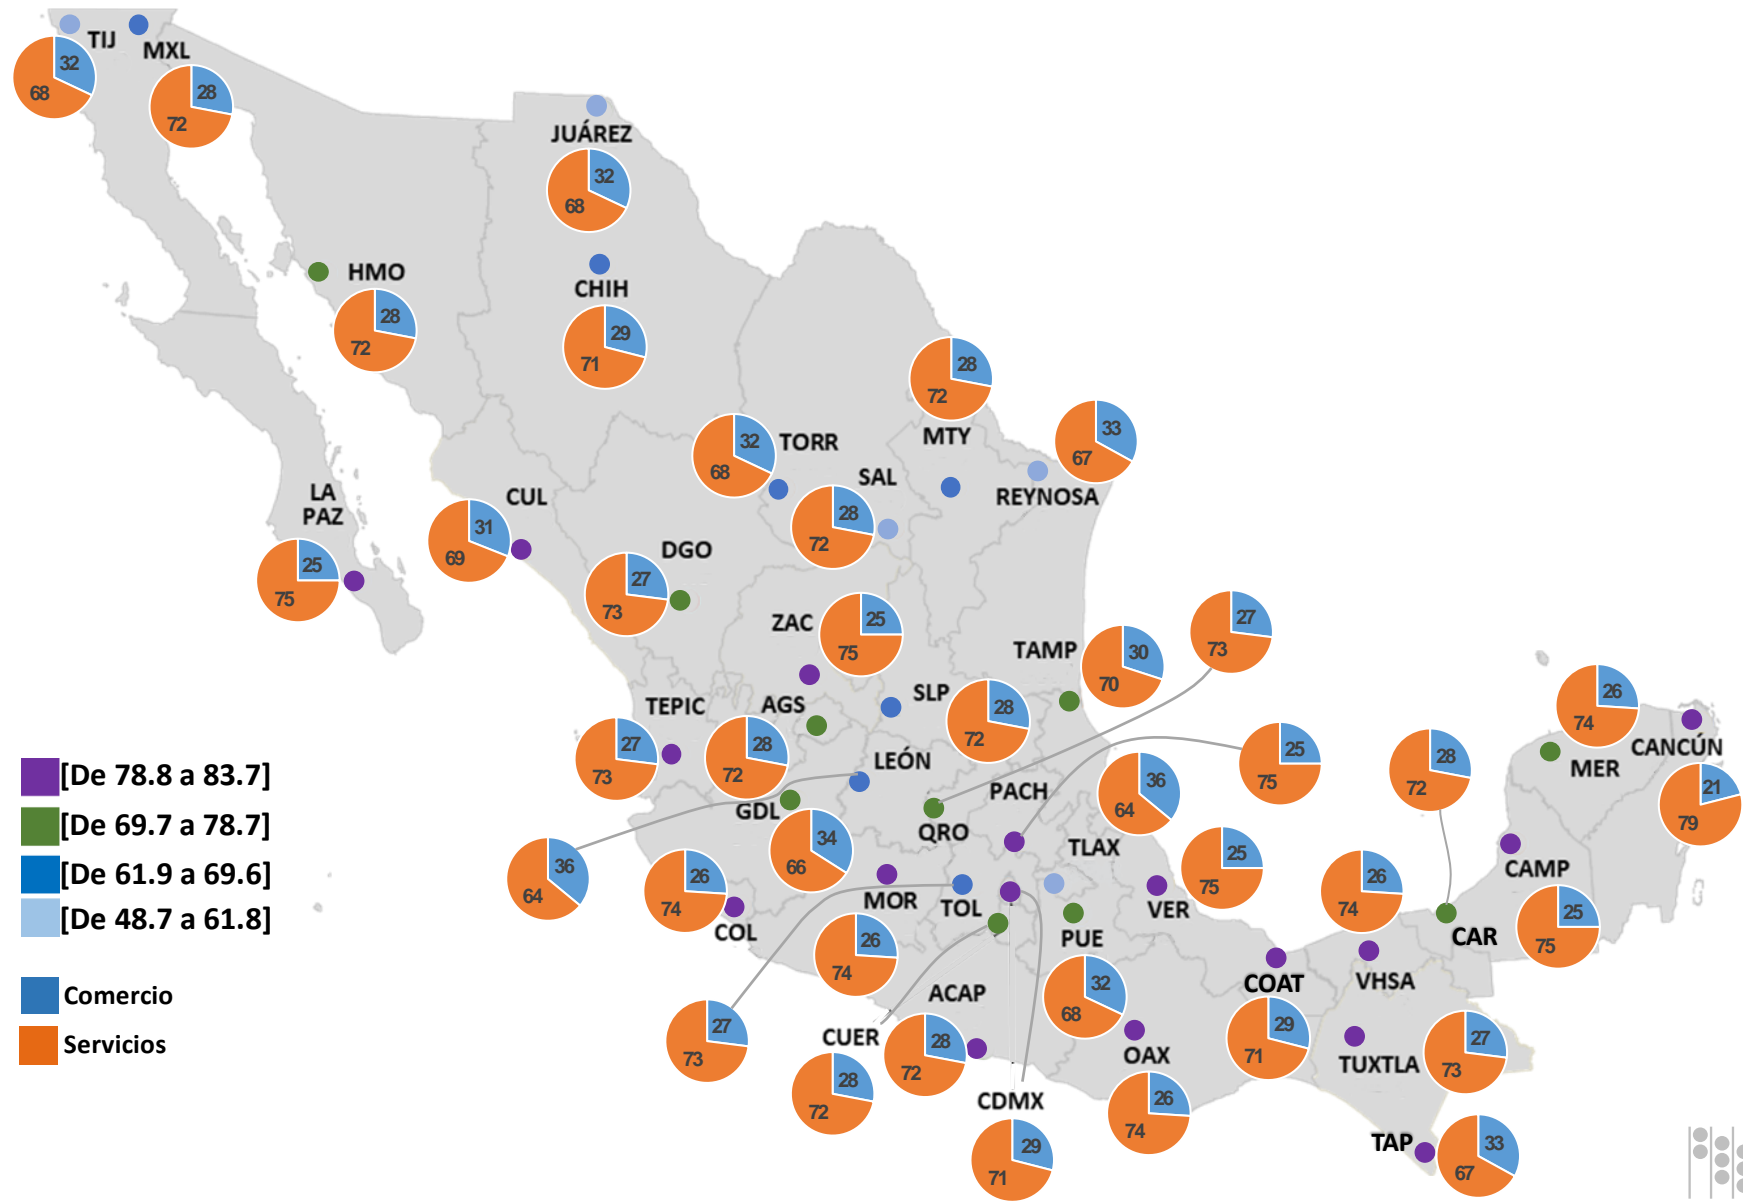 TIJ
MXL
32
68
28
72
JUÁREZ
32
68
HMO
28
72
CHIH
29
71
28
72
MTY
33
67
REYNOSA
TORR
32
68
SAL
28
72
LA
PAZ
25
75
CUL
31
69
DGO
27
73
ZAC
25
75
TAMP
30
70
27
73
TEPIC
27
73
AGS
28
72
SLP
28
72
LEÓN
36
64
GDL
34
66
QRO
PACH
25
75
TLAX
36
64
VER
25
75
28
72
26
74
MER
CANCÚN
21
79
CAMP
25
75
CAR
26
74
VHSA
COL
26
74
MOR
26
74
TOL
27
73
PUE
32
68
COAT
29
71
ACAP
28
72
CUER
28
72
CDMX
29
71
OAX
26
74
TUXTLA
27
73
TAP
33
67
[De 78.8 a 83.7]
[De 69.7 a 78.7]
[De 61.9 a 69.6]
[De 48.7 a 61.8]
Comercio
Servicios